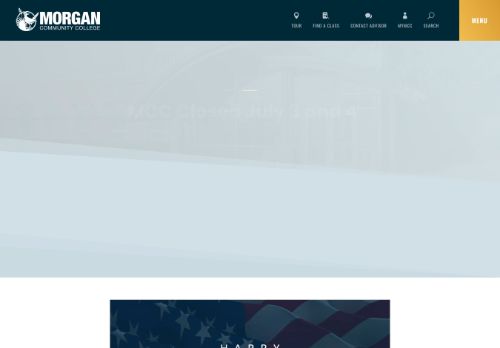 MORGAN
COMMUNITY COLLEGE
TOUR
FIND A CLASS
CONTACT ADVISOR
MYMCC
SEARCH
MENU
MCC Closed July 3 and 4
HAPPY